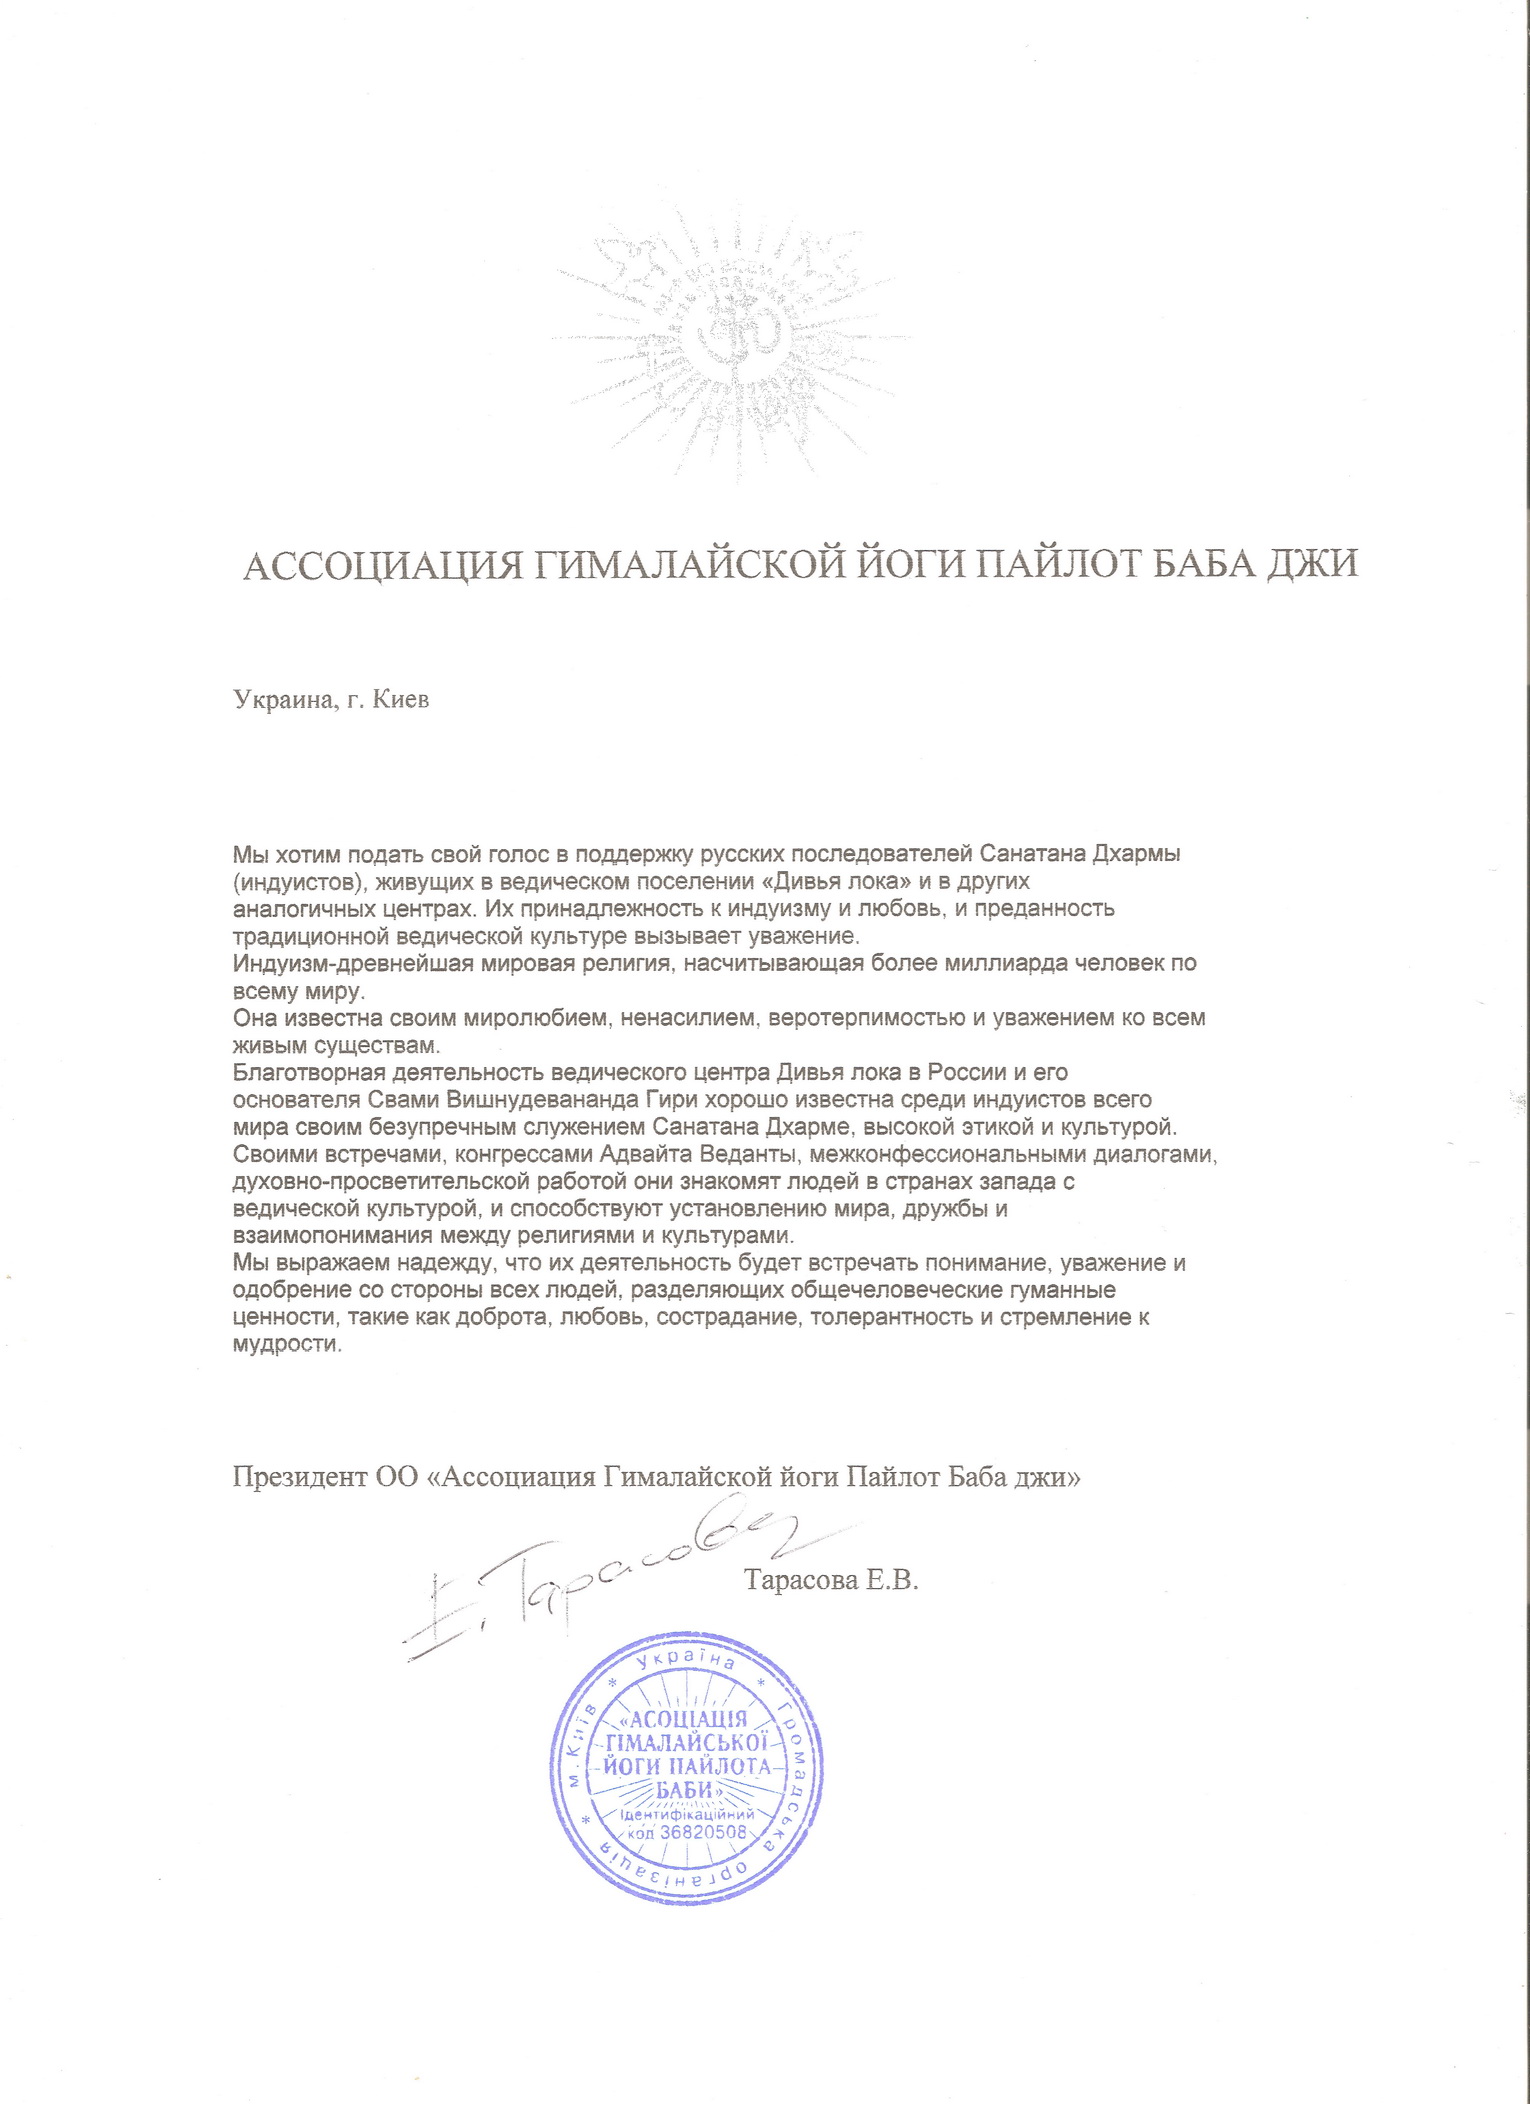 АССОЦИАЦИЯ ГИМАЛАЙСКОЙ ЙОГИ ПАЙЛОТ БАБА ДЖИ
Украина, г. Киев
Мы хотим подать свой голос в поддержку русских последователей Санатана Дхармы
(индуистов), живущих в ведическом поселении «Дивья лока» и в других
аналогичных центрах. Их принадлежность к индуизму и любовь, и преданность
традиционной ведической культуре вызывает уважение.
Индуизм-древнейшая мировая религия, насчитывающая более миллиарда человек по
всему миру.
Она известна своим миролюбием, ненасилием, веротерпимостью и уважением ко всем
живым существам.
Благотворная деятельность ведического центра Дивья лока в России и его
основателя Свами Вишнудевананда Гири хорошо известна среди индуистов всего
мира своим безупречным служением Санатана Дхарме, высокой этикой и культурой.
Своими встречами, конгрессами Адвайта Веданты, межконфессиональными диалогами,
духовно-просветительской работой они знакомят людей в странах запада с
ведической культурой, и способствуют установлению мира, дружбы и
взаимопонимания между религиями и культурами.
Мы выражаем надежду, что их деятельность будет встречать понимание, уважение и
одобрение со стороны всех людей, разделяющих общечеловеческие гуманные
ценности, такие как доброта, любовь, сострадание, толерантность и стремление к
мудрости.
Президент ОО «Ассоциация Гималайской йоги Пайлот Баба джи»
Е. Тарасова
Тарасова Е.В.
* м.Київ * Україна * Громадська організація
«АСОЦІАЦІЯ
ГІМАЛАЙСЬКОЇ
ЙОГИ ПАЙЛОТА
БАБИ»
Ідентифікаційний
код 36820508